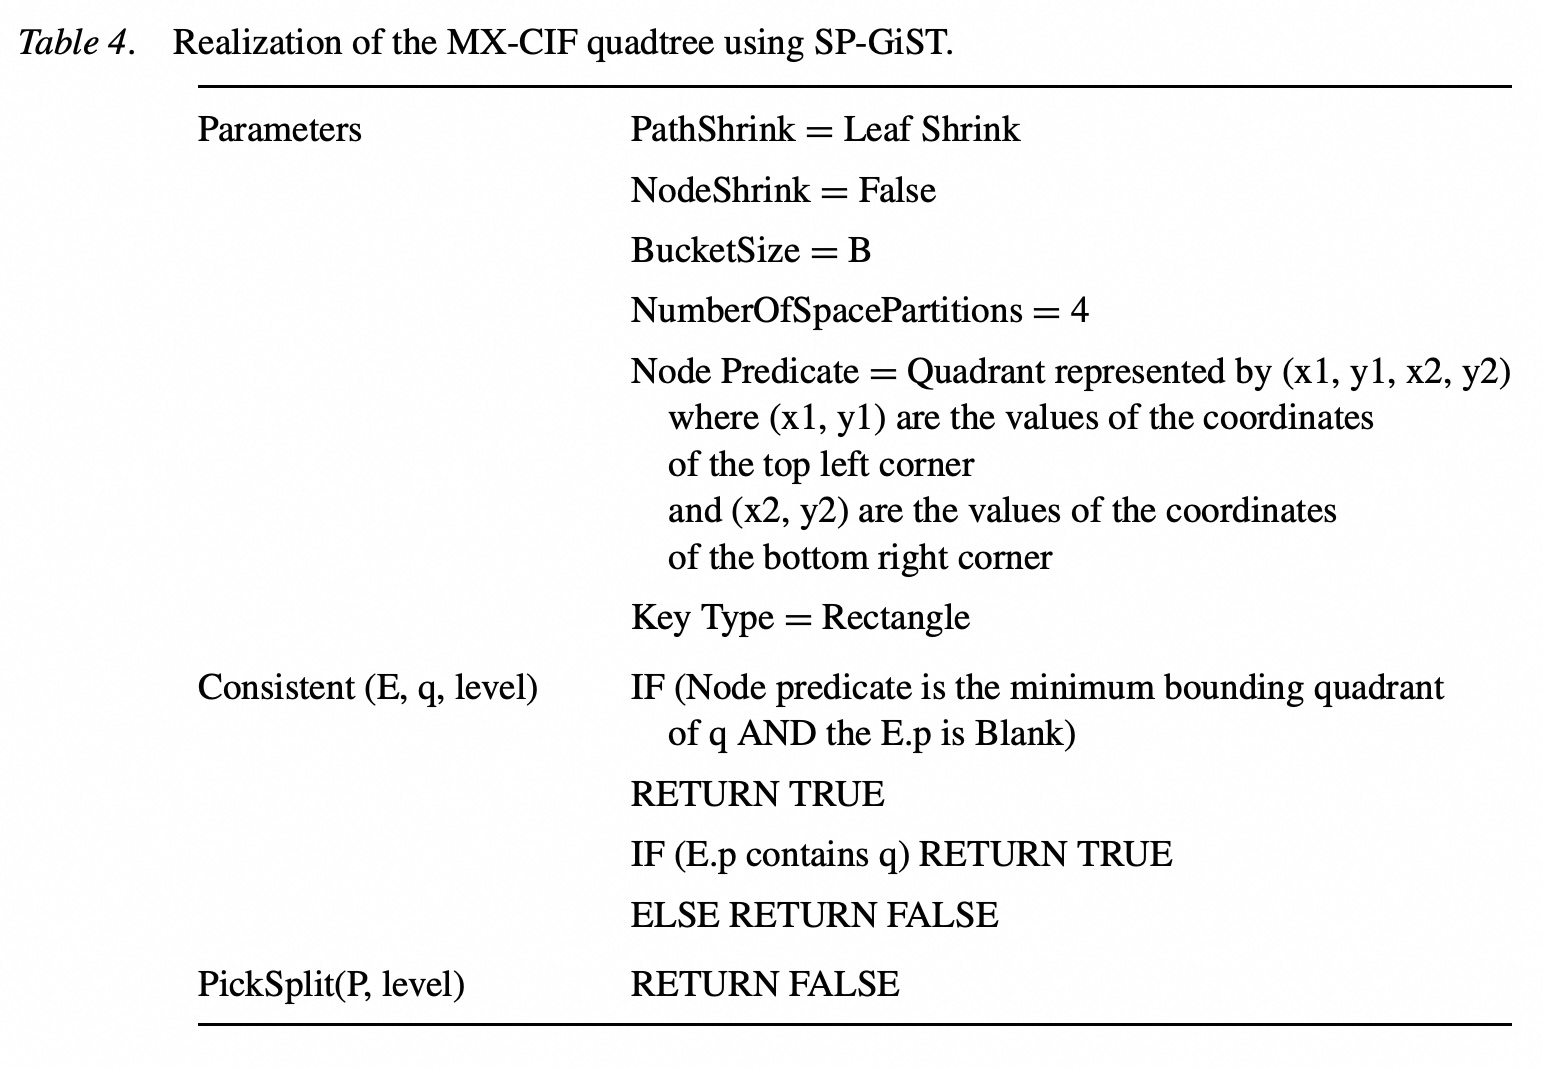 Table 4. Realization of the MX-CIF quadtree using SP-GiST.
Parameters PathShrink = Leaf Shrink
NodeShrink = False
BucketSize = B
NumberOfSpacePartitions = 4
Node Predicate = Quadrant represented by (x1, y1, x2, y2)
where (x1, y1) are the values of the coordinates
of the top left corner
and (x2, y2) are the values of the coordinates
of the bottom right corner
Key Type = Rectangle
Consistent (E, q, level) IF (Node predicate is the minimum bounding quadrant
of q AND the E.p is Blank)
RETURN TRUE
IF (E.p contains q) RETURN TRUE
ELSE RETURN FALSE
PickSplit(P, level) RETURN FALSE